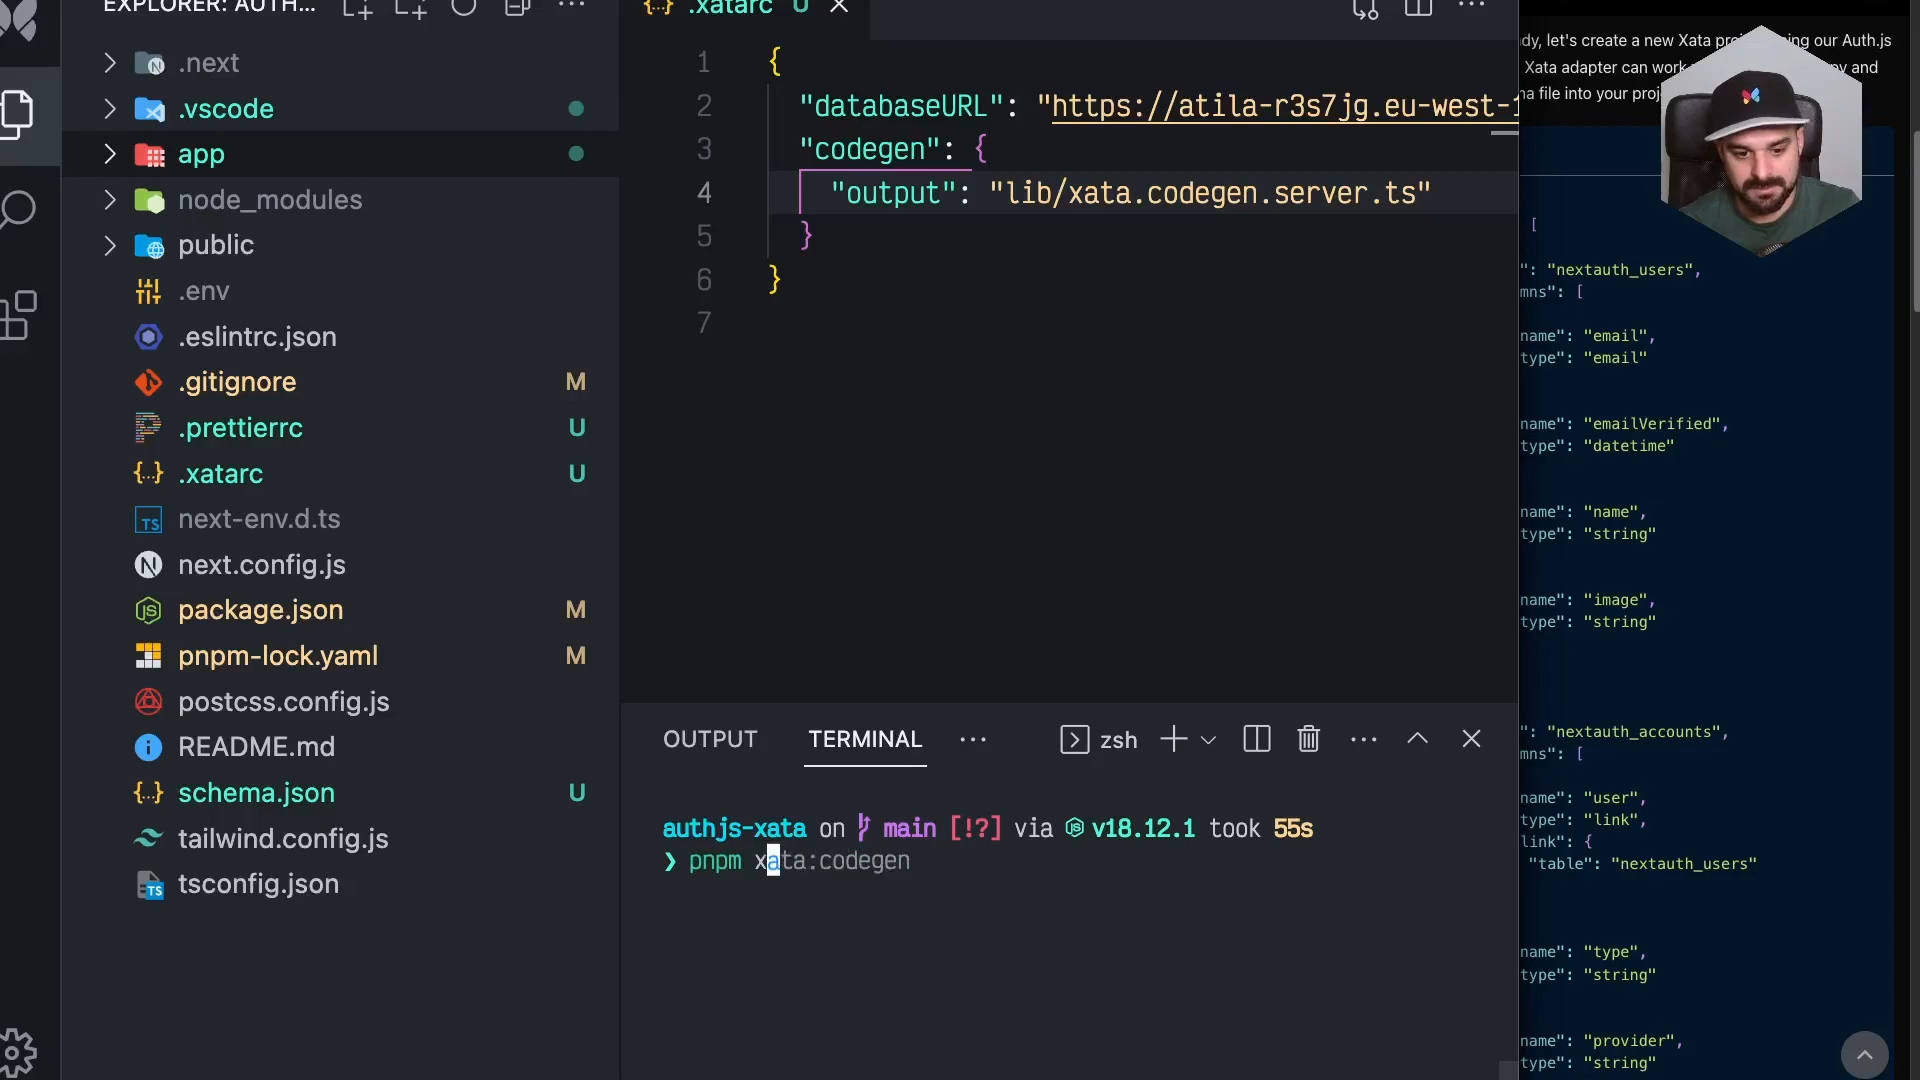 EXPLORER: AUTH...
.next
.vscode
app
node_modules
public
.env
.eslintrc.json
.gitignore M
.prettierrc U
.xatarc U
next-env.d.ts
next.config.js
package.json M
pnpm-lock.yaml M
postcss.config.js
README.md
schema.json U
tailwind.config.js
tsconfig.json
.xatarc U
1 {
2 "databaseURL": "https://atila-r3s7jg.eu-west-
3 "codegen": {
4 "output": "lib/xata.codegen.server.ts"
5 }
6 }
7
OUTPUT TERMINAL ... zsh
authjs-xata on main [!?] via v18.12.1 took 55s
❯ pnpm xata:codegen
dy, let's create a new Xata ing our Auth.js
Xata adapter can work and
a file into your proj
[
": "nextauth_users",
mns": [
name": "email",
type": "email"
name": "emailVerified",
type": "datetime"
name": "name",
type": "string"
name": "image",
type": "string"
": "nextauth_accounts",
mns": [
name": "user",
type": "link",
link": {
"table": "nextauth_users"
name": "type",
type": "string"
name": "provider",
type": "string"